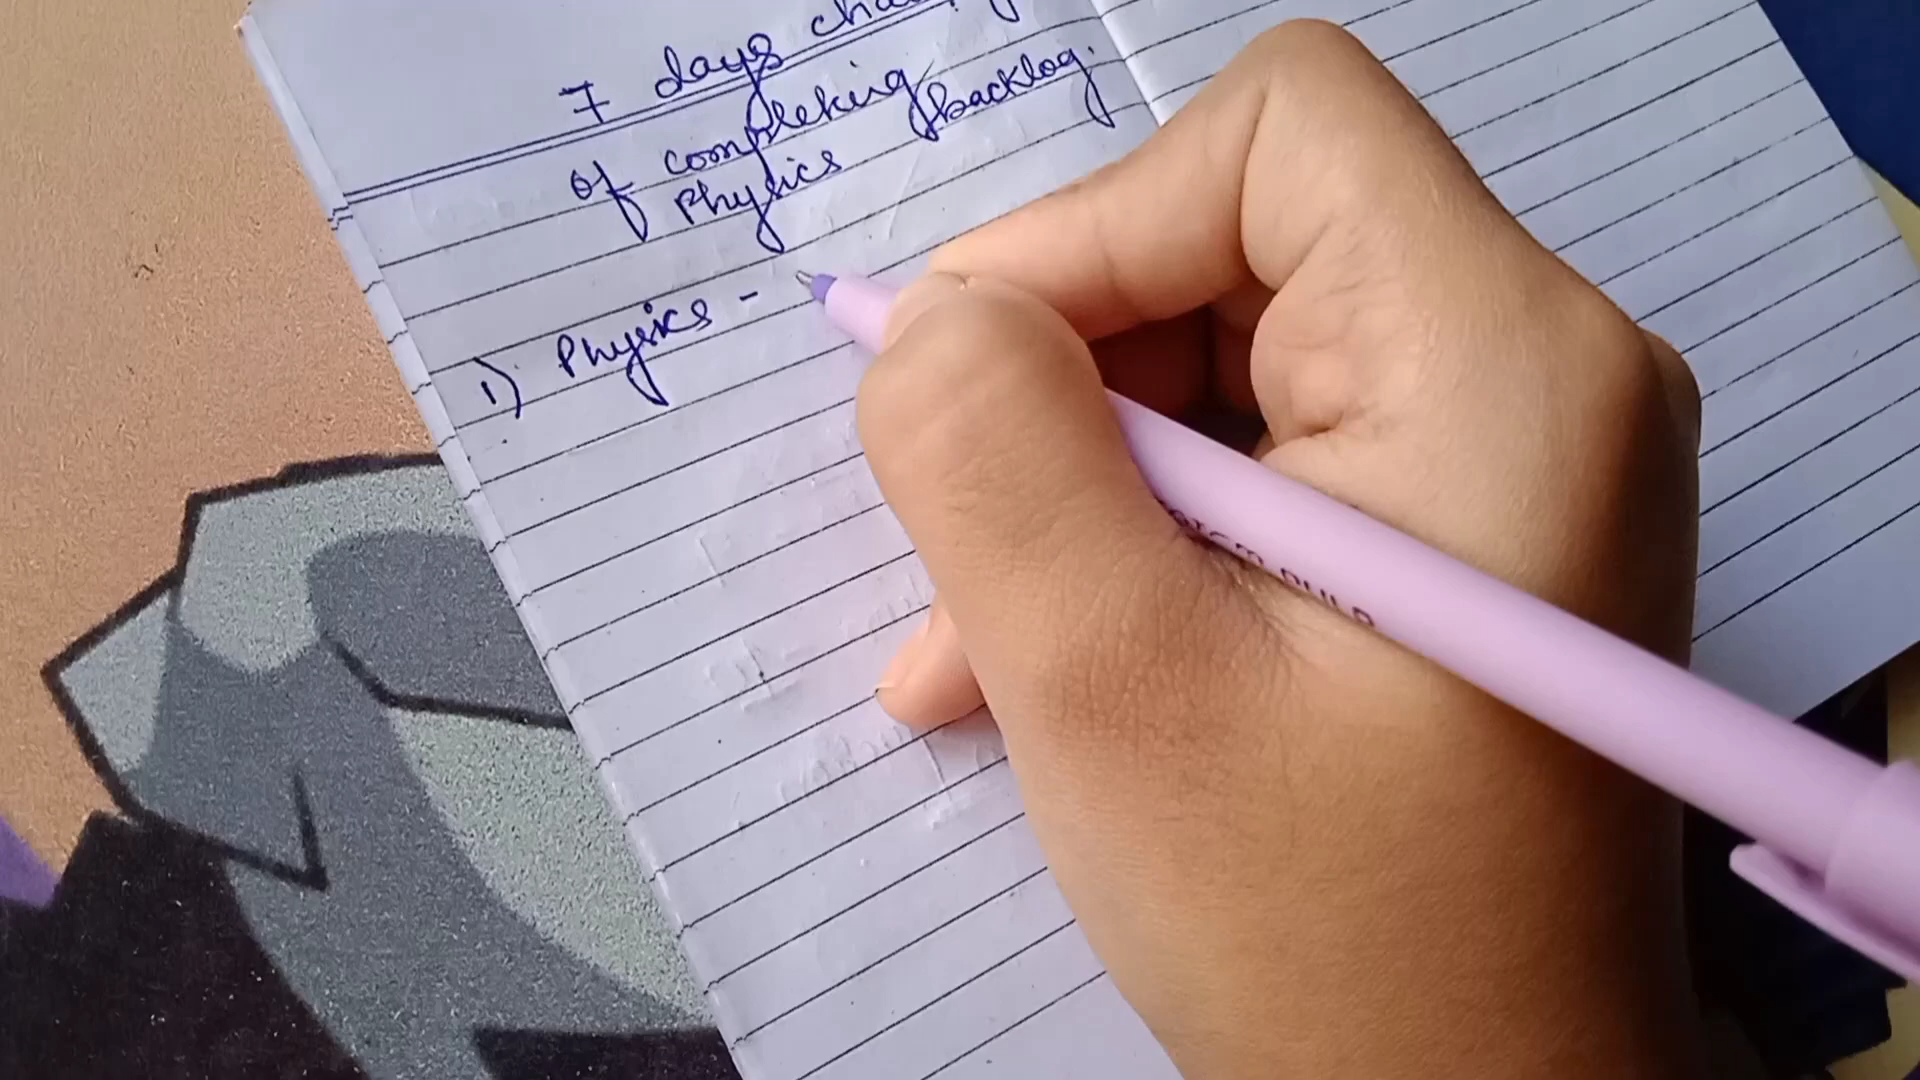 7 days
of completing
Physics backlog.
1) Physics -